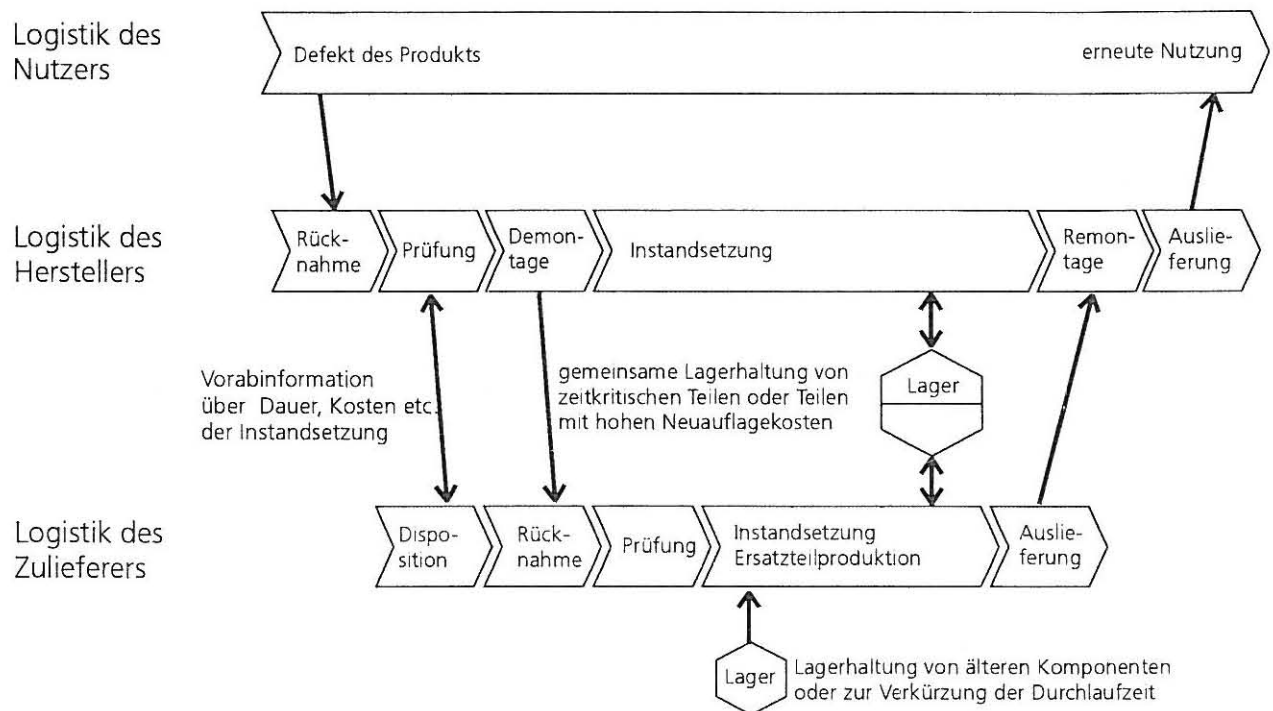 Logistik des
Nutzers
Defekt des Produkts
erneute Nutzung
Logistik des
Herstellers
Rück-
nahme
Prüfung
Demon-
tage
Instandsetzung
Remon-
tage
Auslie-
ferung
Vorabinformation
über Dauer, Kosten etc.
der Instandsetzung
gemeinsame Lagerhaltung von
zeitkritischen Teilen oder Teilen
mit hohen Neuauflagekosten
Lager
Logistik des
Zulieferers
Dispo-
sition
Rück-
nahme
Prüfung
Instandsetzung
Ersatzteilproduktion
Auslie-
ferung
Lager
Lagerhaltung von älteren Komponenten
oder zur Verkürzung der Durchlaufzeit